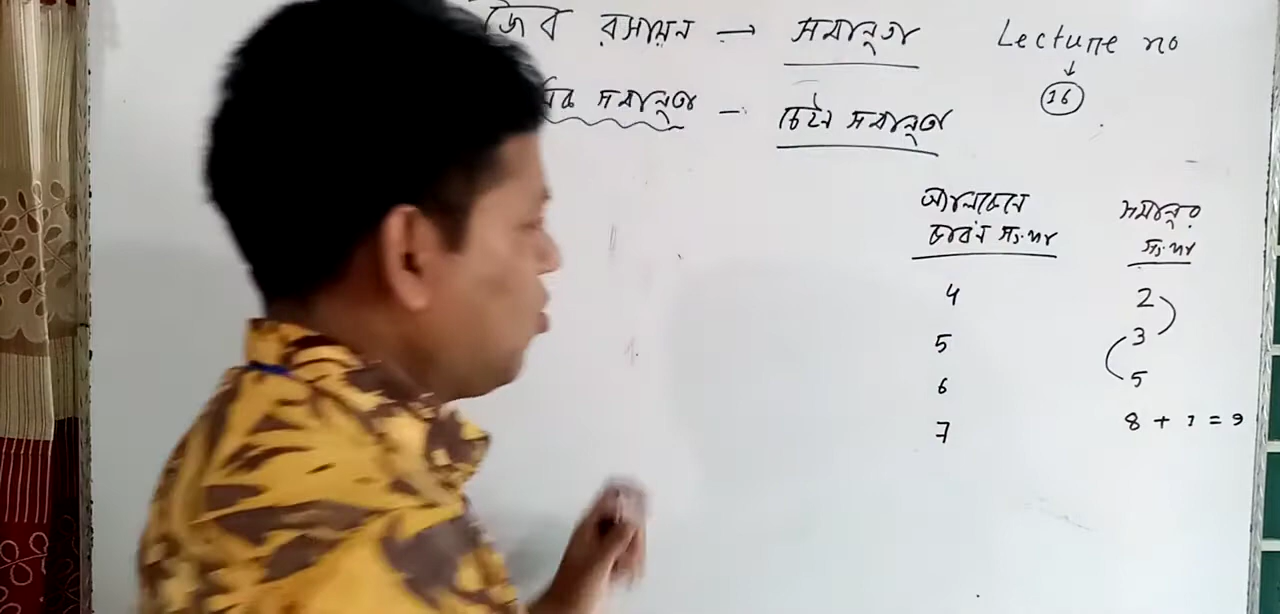 জৈব রসায়ন → সমানুতা
Lecture no
16
সমানুতা - চেইন সমানুতা
অ্যালকেনে
কার্বন সংখ্যা
সমানুর
সংখ্যা
4 2
5 3
6 5
7 8 + 1 = 9